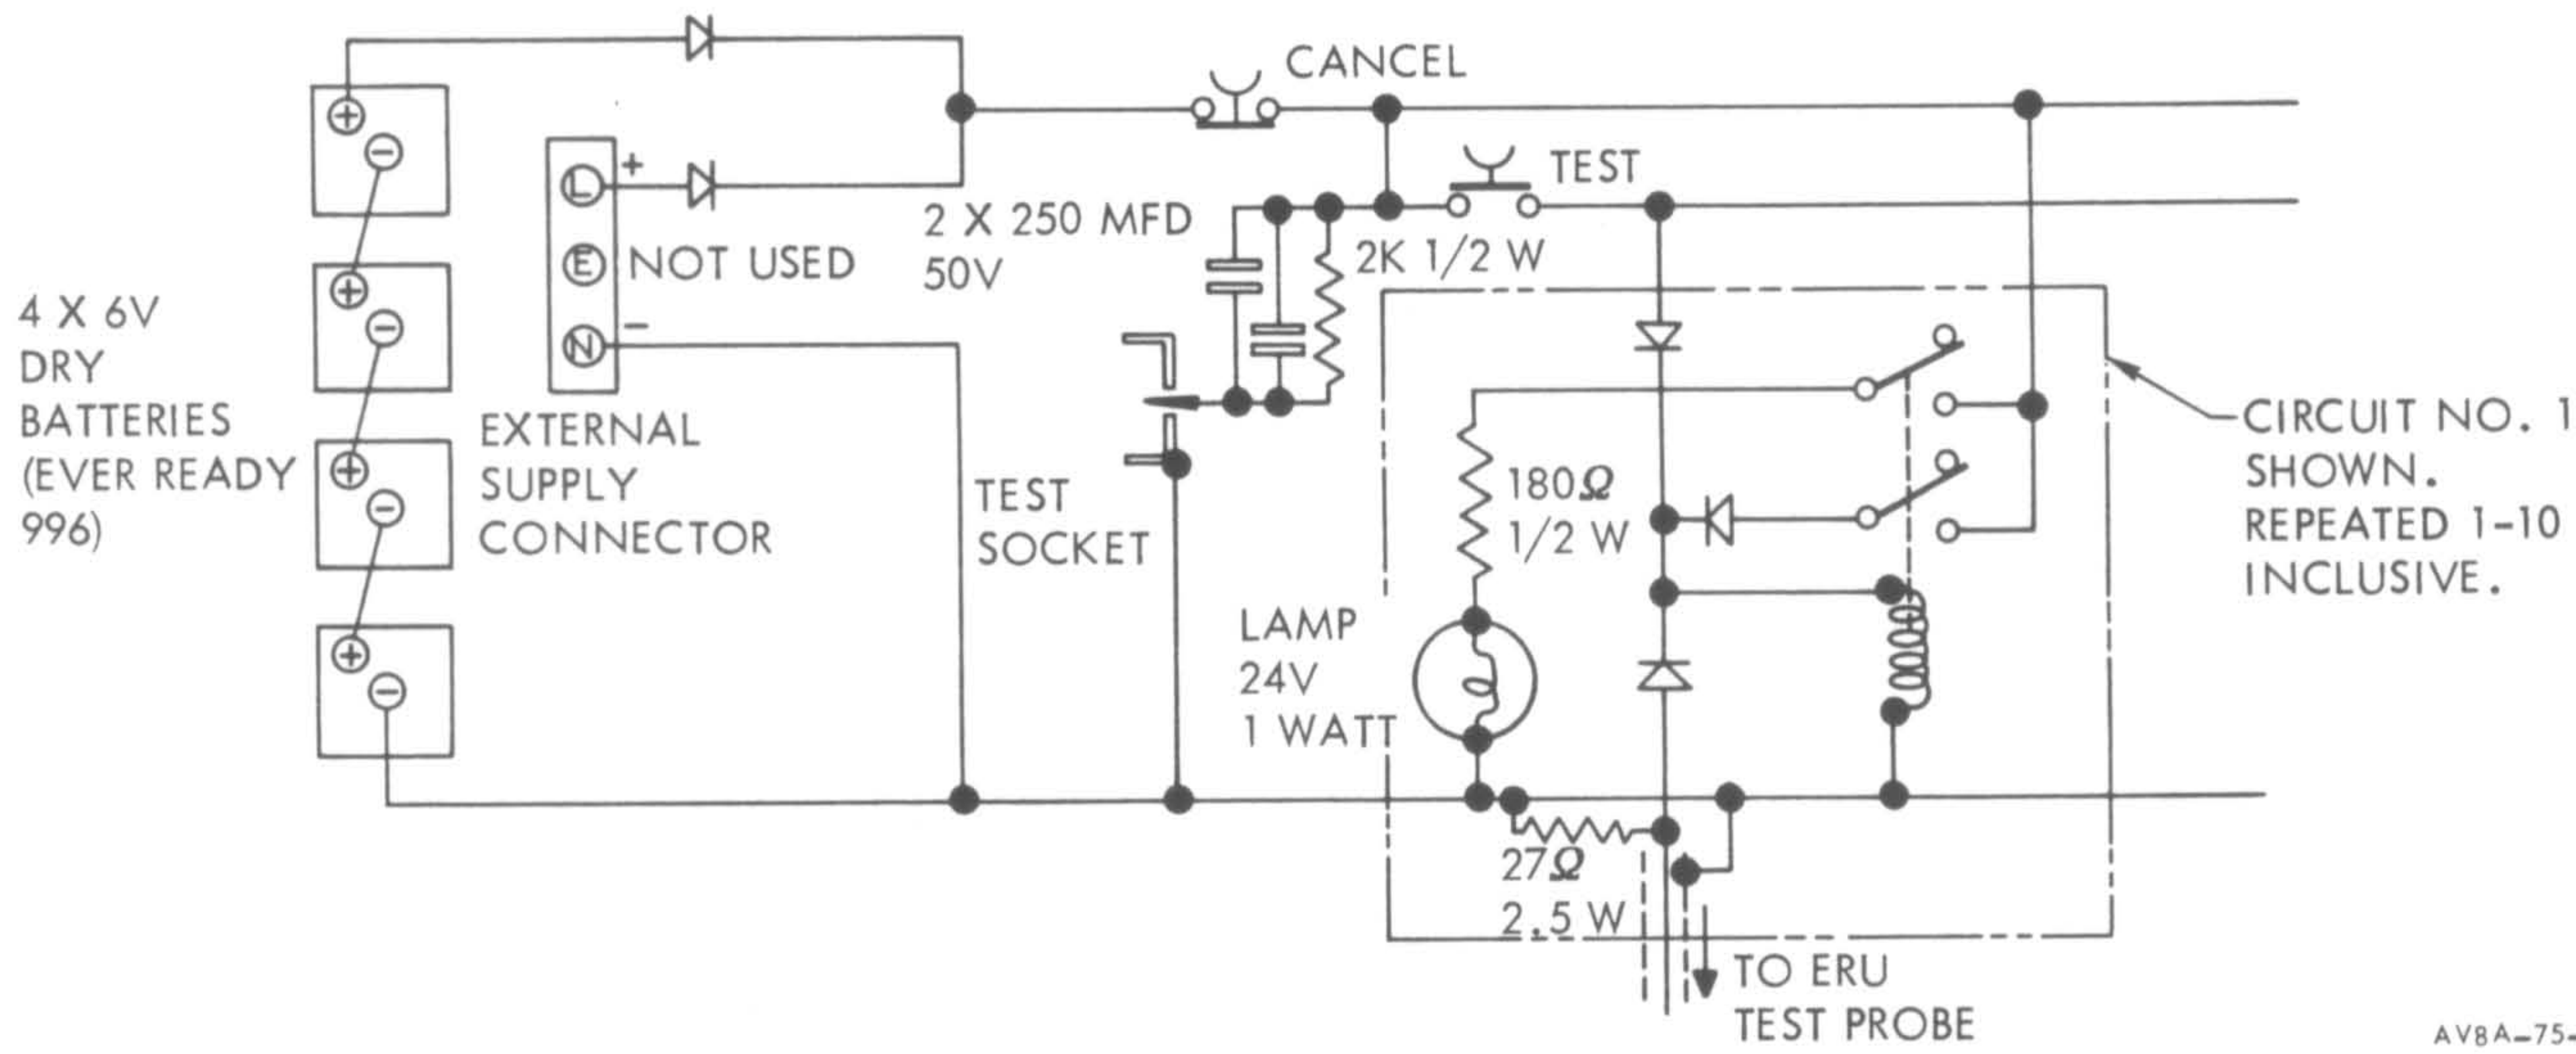 CANCEL
+
-
L
+
TEST
2 X 250 MFD
50V
2K 1/2 W
E
NOT USED
+
-
4 X 6V
DRY
BATTERIES
(EVER READY
996)
N
-
EXTERNAL
SUPPLY
CONNECTOR
+
-
TEST
SOCKET
180Ω
1/2 W
CIRCUIT NO. 1
SHOWN.
REPEATED 1-10
INCLUSIVE.
+
-
LAMP
24V
1 WATT
27Ω
2.5 W
TO ERU
TEST PROBE
AV8A-75-